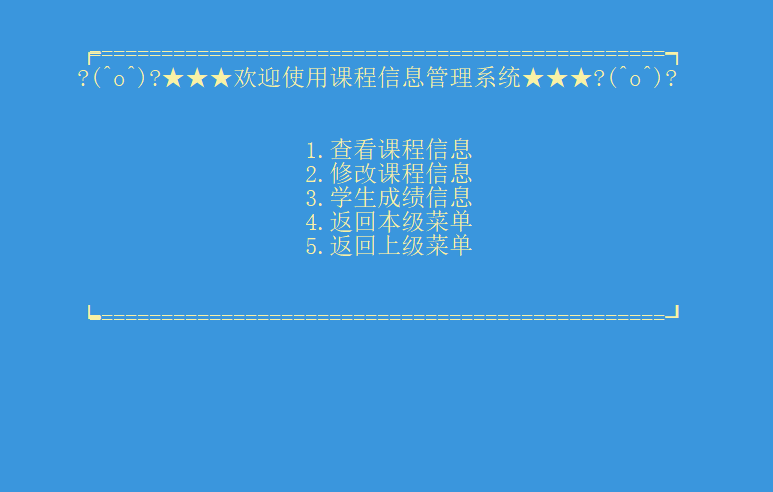 ┏===============================================┓
?(^o^)?★★★欢迎使用课程信息管理系统★★★?(^o^)?
1.查看课程信息
2.修改课程信息
3.学生成绩信息
4.返回本级菜单
5.返回上级菜单
┗===============================================┛